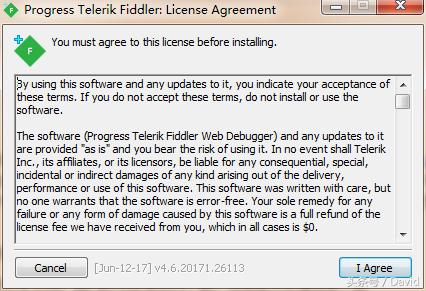 Progress Telerik Fiddler: License Agreement
F
You must agree to this license before installing.
By using this software and any updates to it, you indicate your acceptance of
these terms. If you do not accept these terms, do not install or use the
software.
The software (Progress Telerik Fiddler Web Debugger) and any updates to it
are provided "as is" and you bear the risk of using it. In no event shall Telerik
Inc., its affiliates, or its licensors, be liable for any consequential, special,
incidental or indirect damages of any kind arising out of the delivery,
performance or use of this software. This software was written with care, but
no one warrants that the software is error-free. Your sole remedy for any
failure or any form of damage caused by this software is a full refund of the
license fee we have received from you, which in all cases is $0.
Cancel [Jun-12-17] v4.6.20171.26113 I Agree
头条号 / David